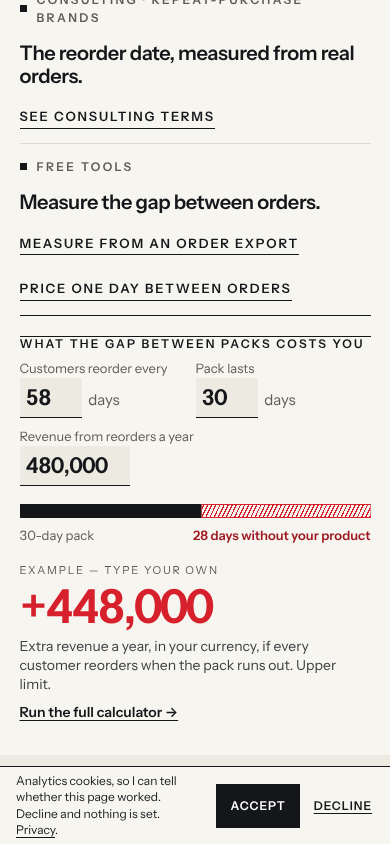 CONSULTING · REPEAT-PURCHASE
BRANDS
The reorder date, measured from real
orders.
SEE CONSULTING TERMS
FREE TOOLS
Measure the gap between orders.
MEASURE FROM AN ORDER EXPORT
PRICE ONE DAY BETWEEN ORDERS
WHAT THE GAP BETWEEN PACKS COSTS YOU
Customers reorder every Pack lasts
58 days 30 days
Revenue from reorders a year
480,000
30-day pack 28 days without your product
EXAMPLE — TYPE YOUR OWN
+448,000
Extra revenue a year, in your currency, if every
customer reorders when the pack runs out. Upper
limit.
Run the full calculator →
Analytics cookies, so I can tell
whether this page worked.
Decline and nothing is set.
Privacy.
ACCEPT DECLINE